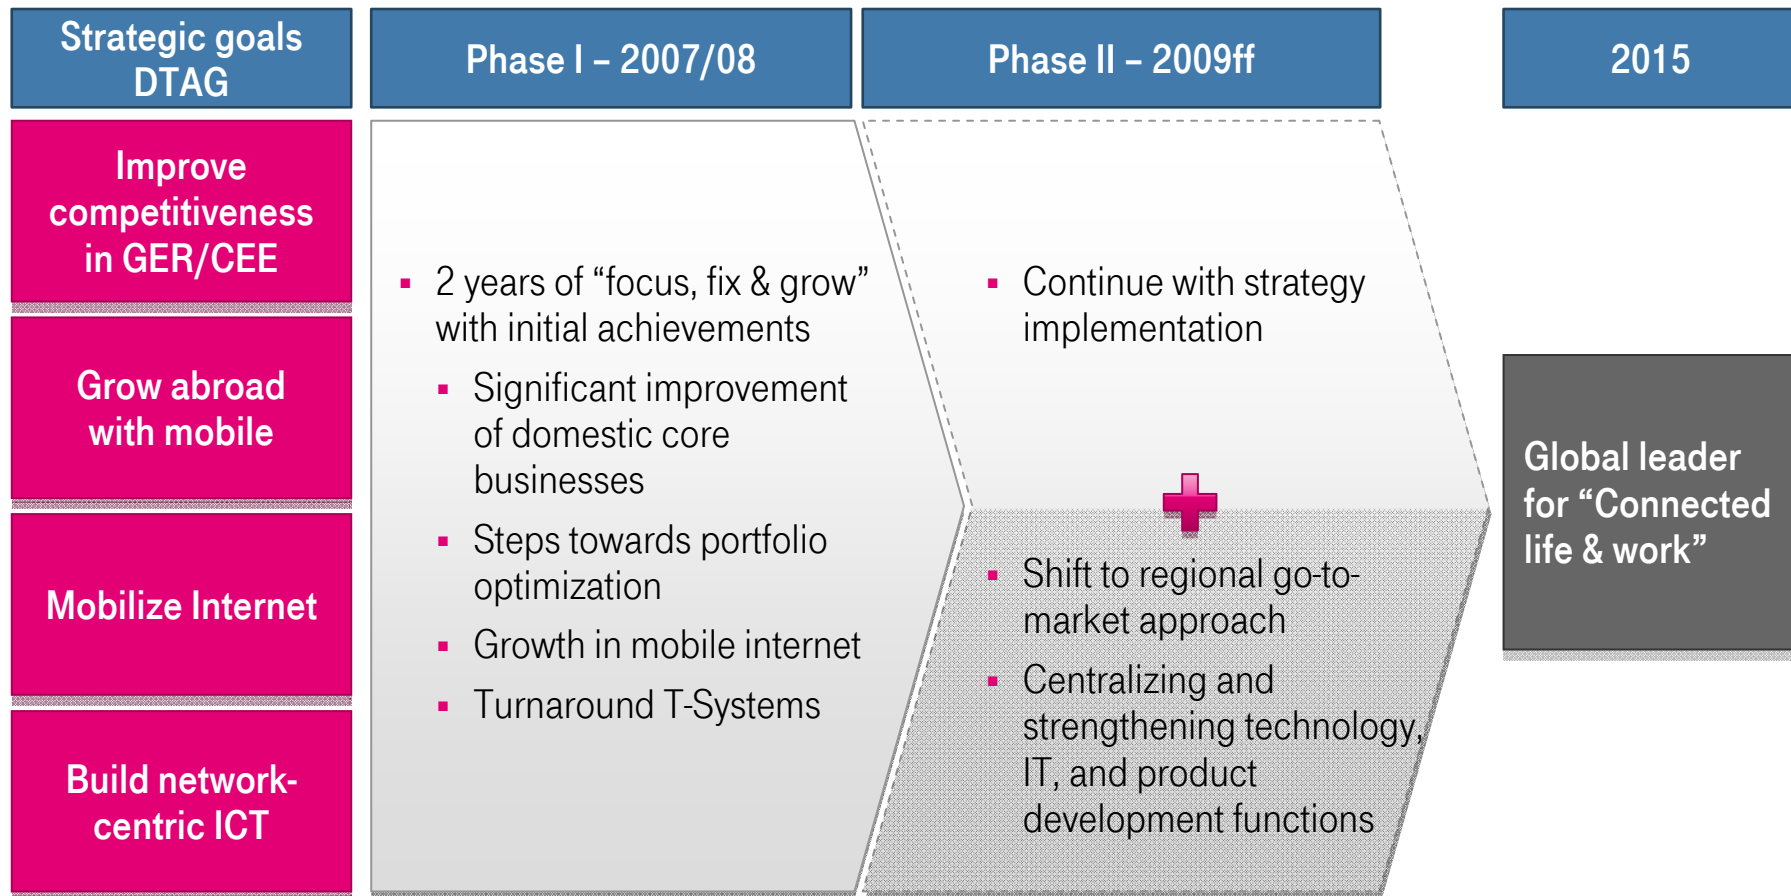 Strategic goals
DTAG
Phase I – 2007/08
Phase II – 2009ff
2015
Improve
competitiveness
in GER/CEE
Grow abroad
with mobile
Mobilize Internet
Build network-
centric ICT
▪ 2 years of “focus, fix & grow”
with initial achievements
▪ Significant improvement
of domestic core
businesses
▪ Steps towards portfolio
optimization
▪ Growth in mobile internet
▪ Turnaround T-Systems
▪ Continue with strategy
implementation
▪ Shift to regional go-to-
market approach
▪ Centralizing and
strengthening technology,
IT, and product
development functions
Global leader
for “Connected
life & work”